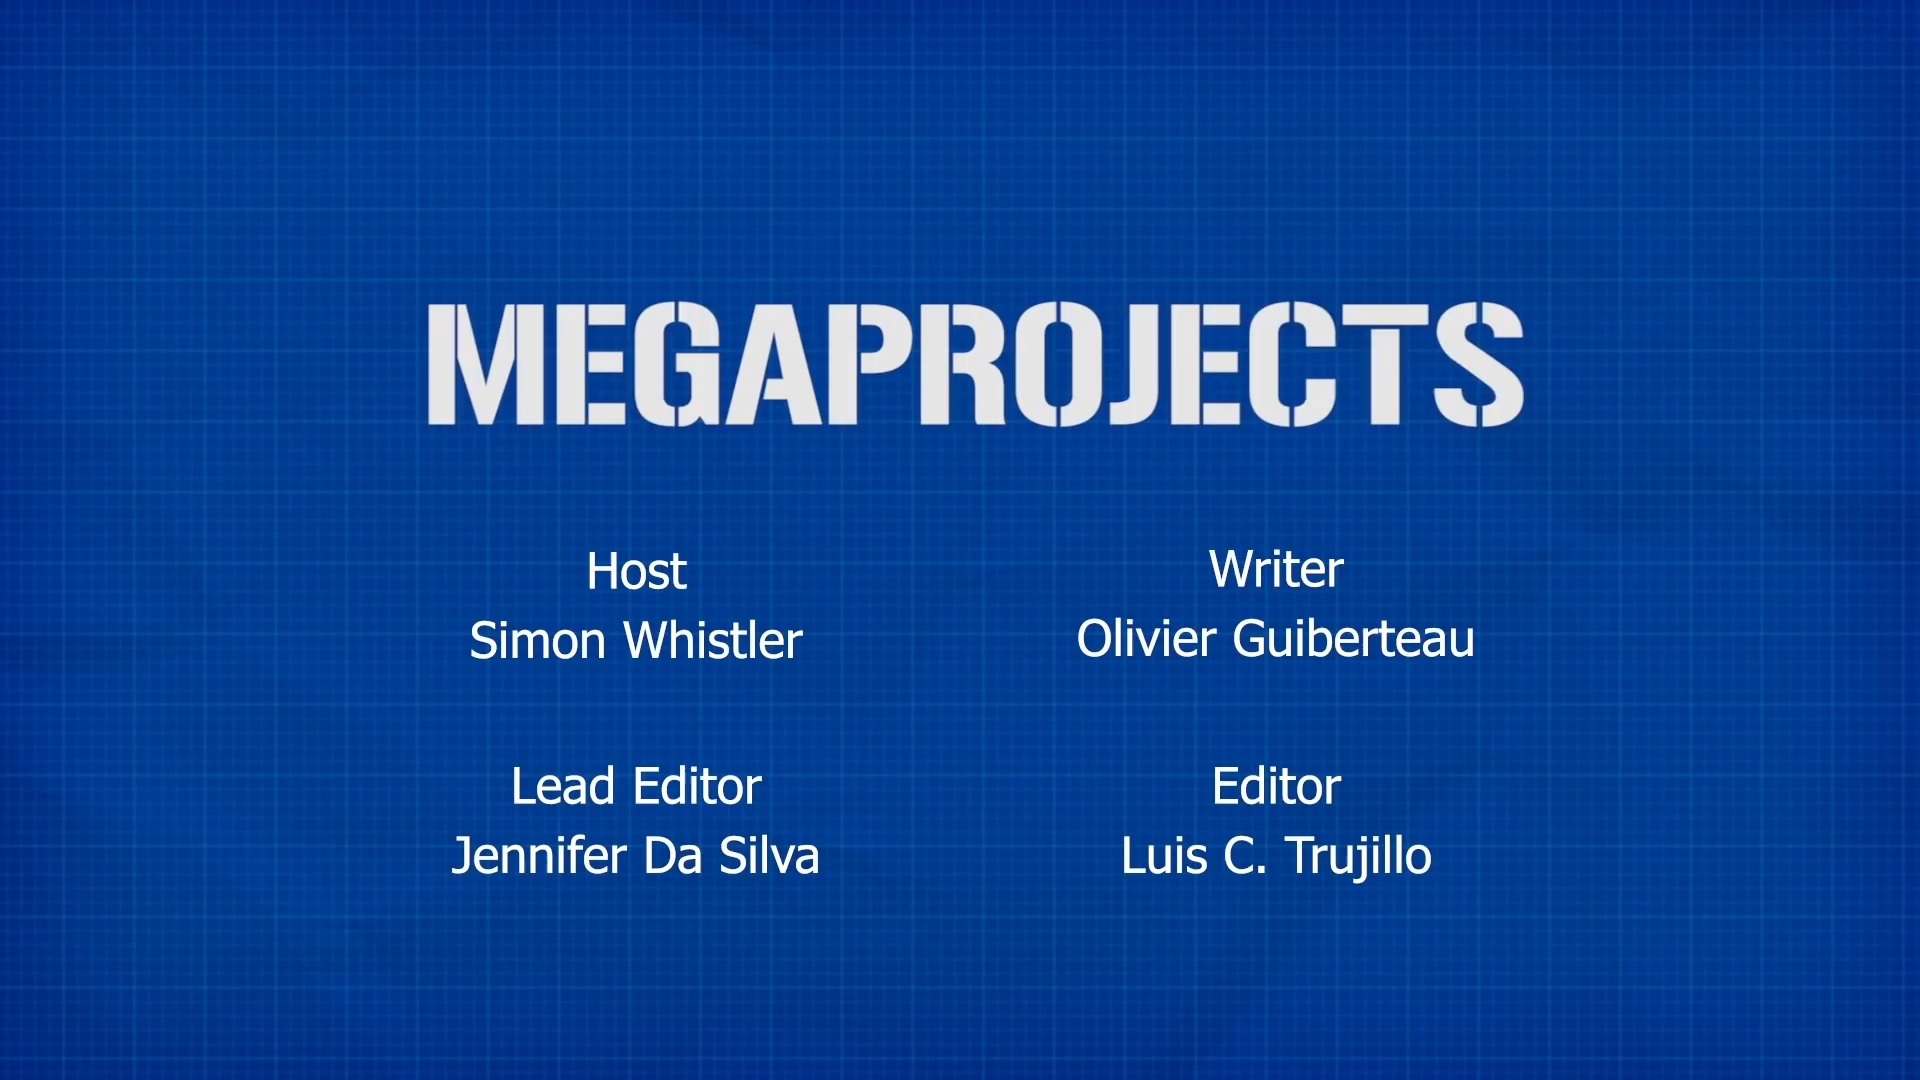 MEGAPROJECTS
Host
Simon Whistler
Writer
Olivier Guiberteau
Lead Editor
Jennifer Da Silva
Editor
Luis C. Trujillo